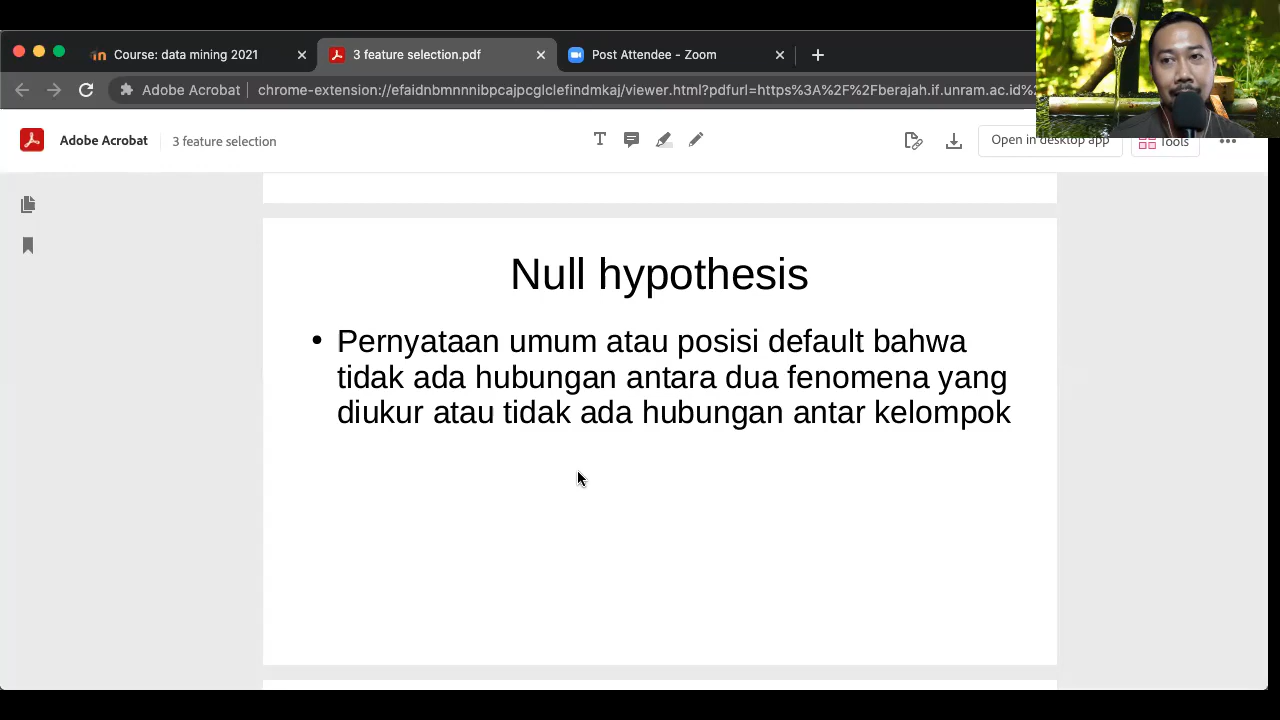 Course: data mining 2021
3 feature selection.pdf
Post Attendee - Zoom
Adobe Acrobat
chrome-extension://efaidnbmnnnibpcajpcglclefindmkaj/viewer.html?pdfurl=https%3A%2F%2Fberajah.if.unram.ac.id%
Adobe Acrobat
3 feature selection
Open in desktop app
Tools
Null hypothesis
• Pernyataan umum atau posisi default bahwa
tidak ada hubungan antara dua fenomena yang
diukur atau tidak ada hubungan antar kelompok